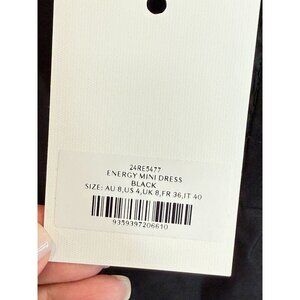 24RE5477
ENERGY MINI DRESS
BLACK
SIZE: AU 8,US 4,UK 8,FR 36,IT 40
9359397206610